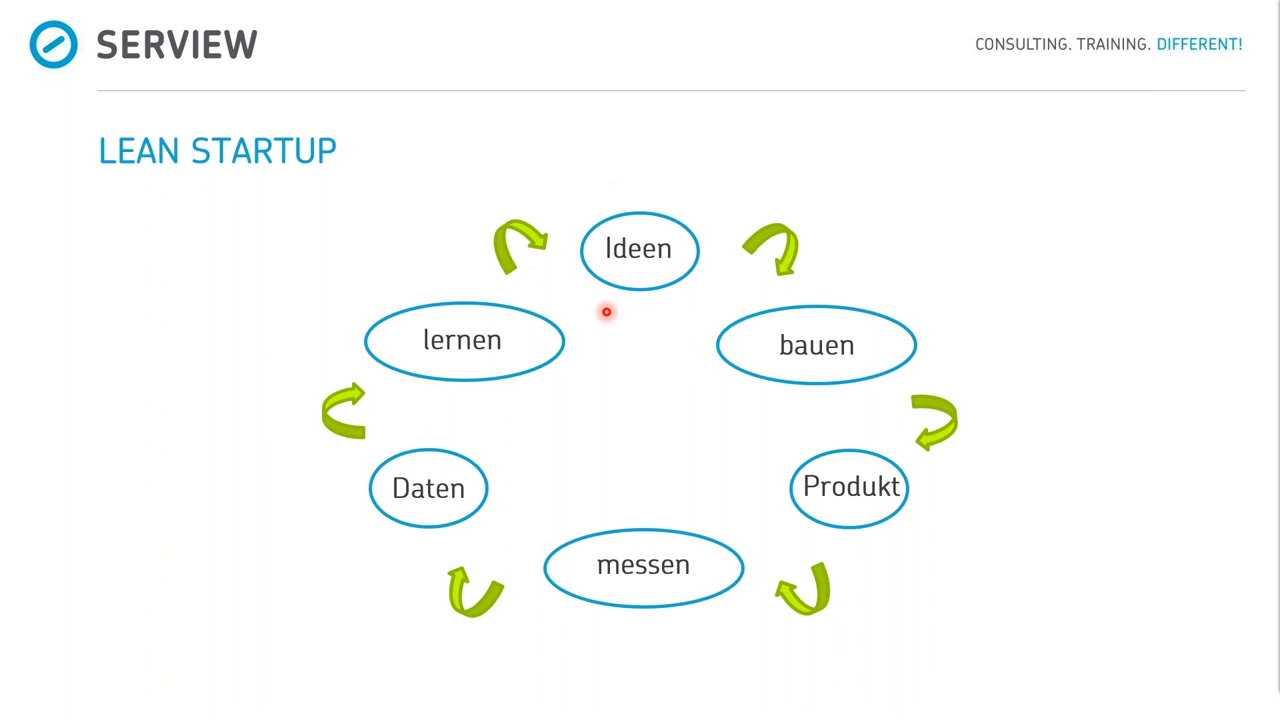 SERVIEW
CONSULTING. TRAINING. DIFFERENT!
LEAN STARTUP
Ideen
lernen
bauen
Daten
Produkt
messen